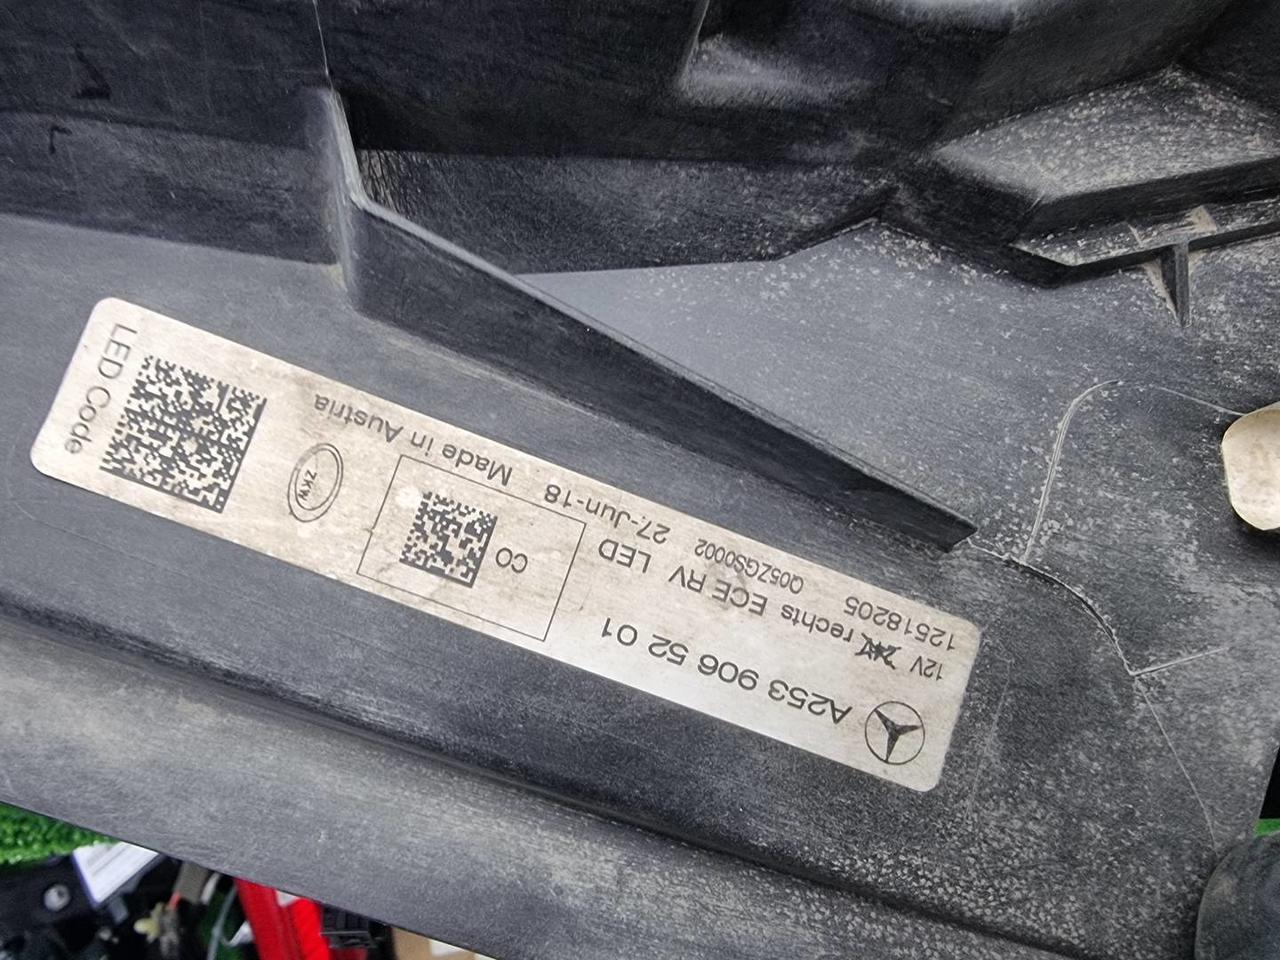 A253 906 52 01
12V rechts ECE RV LED
12518205 Q05ZGS0002 27-Jun-18 Made in Austria
CO
ZKW
LED Code